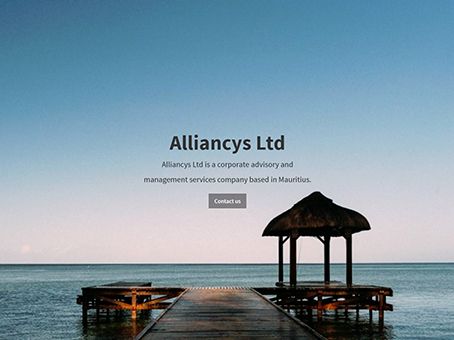 Alliancys Ltd
Alliancys Ltd is a corporate advisory and
management services company based in Mauritius.
Contact us